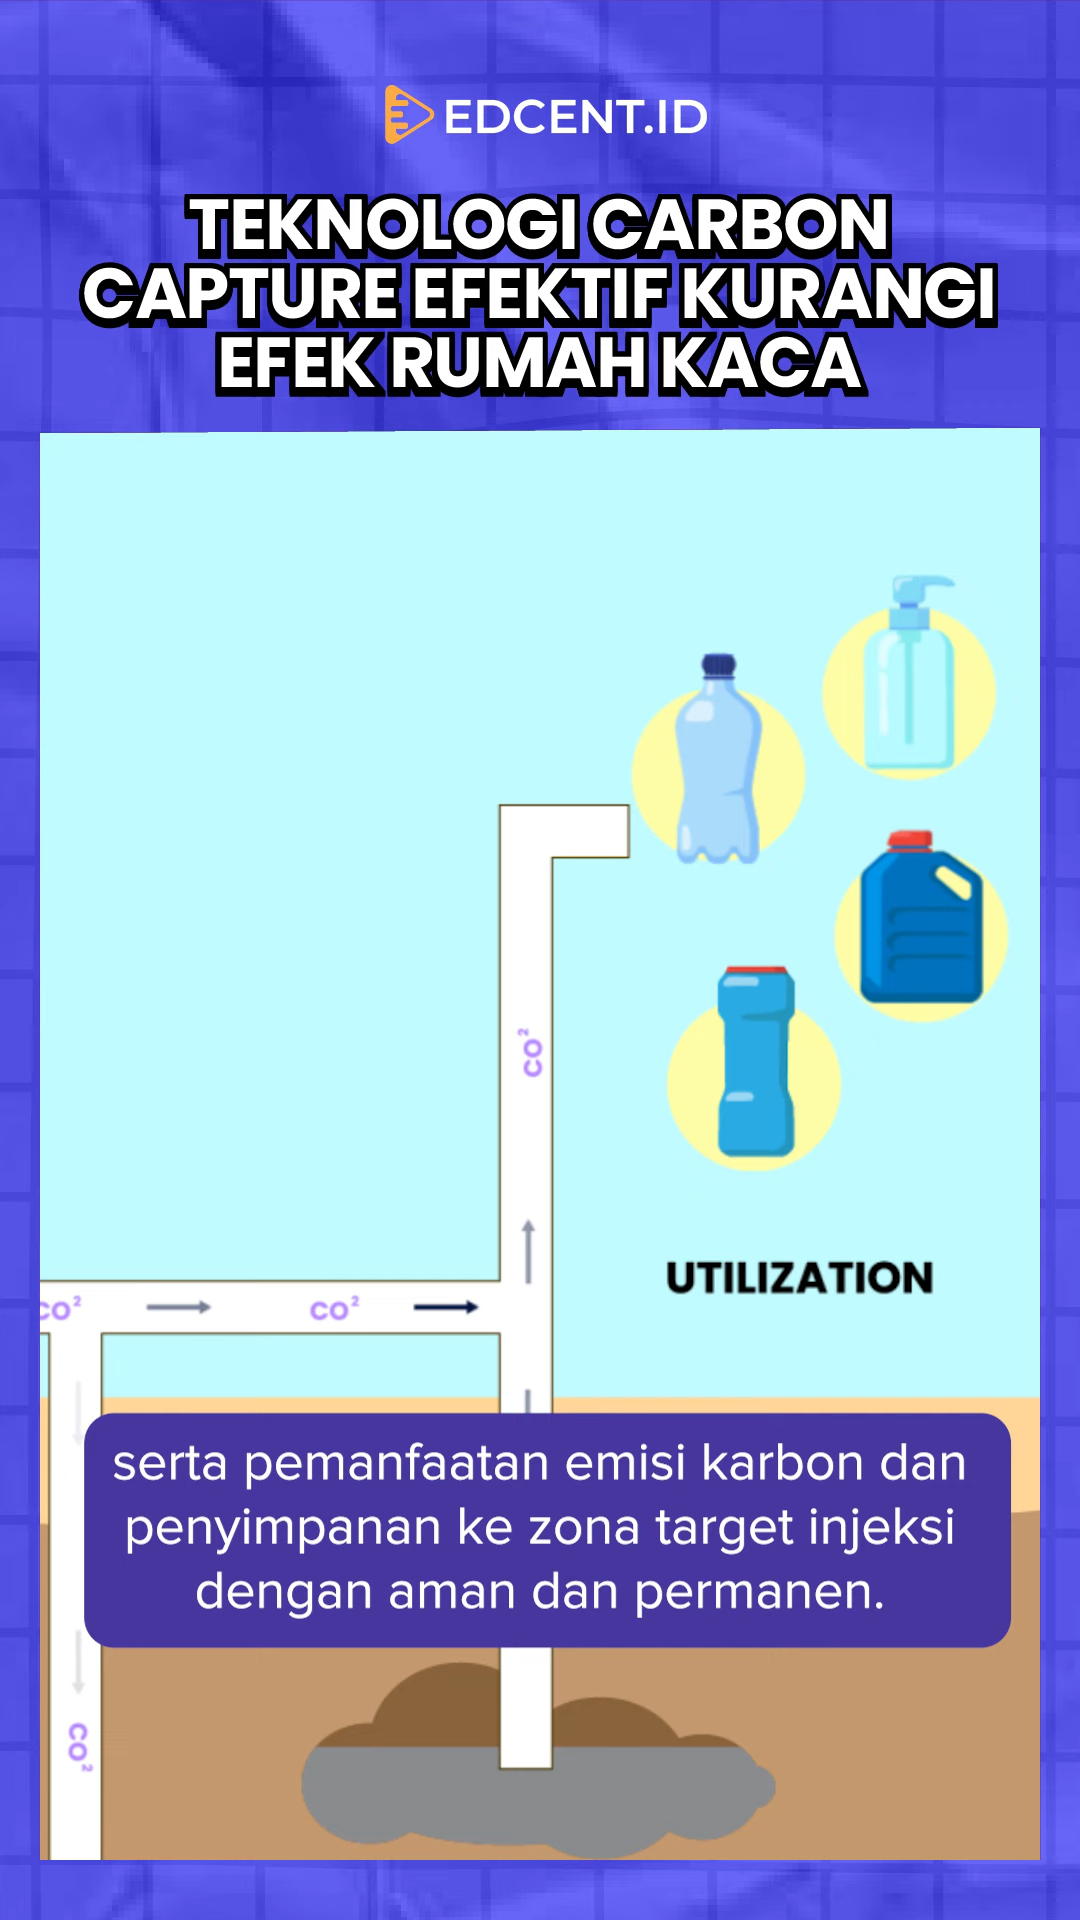 EDCENT.ID
TEKNOLOGI CARBON
CAPTURE EFEKTIF KURANGI
EFEK RUMAH KACA
CO²
UTILIZATION
CO²
CO²
serta pemanfaatan emisi karbon dan
penyimpanan ke zona target injeksi
dengan aman dan permanen.
CO²